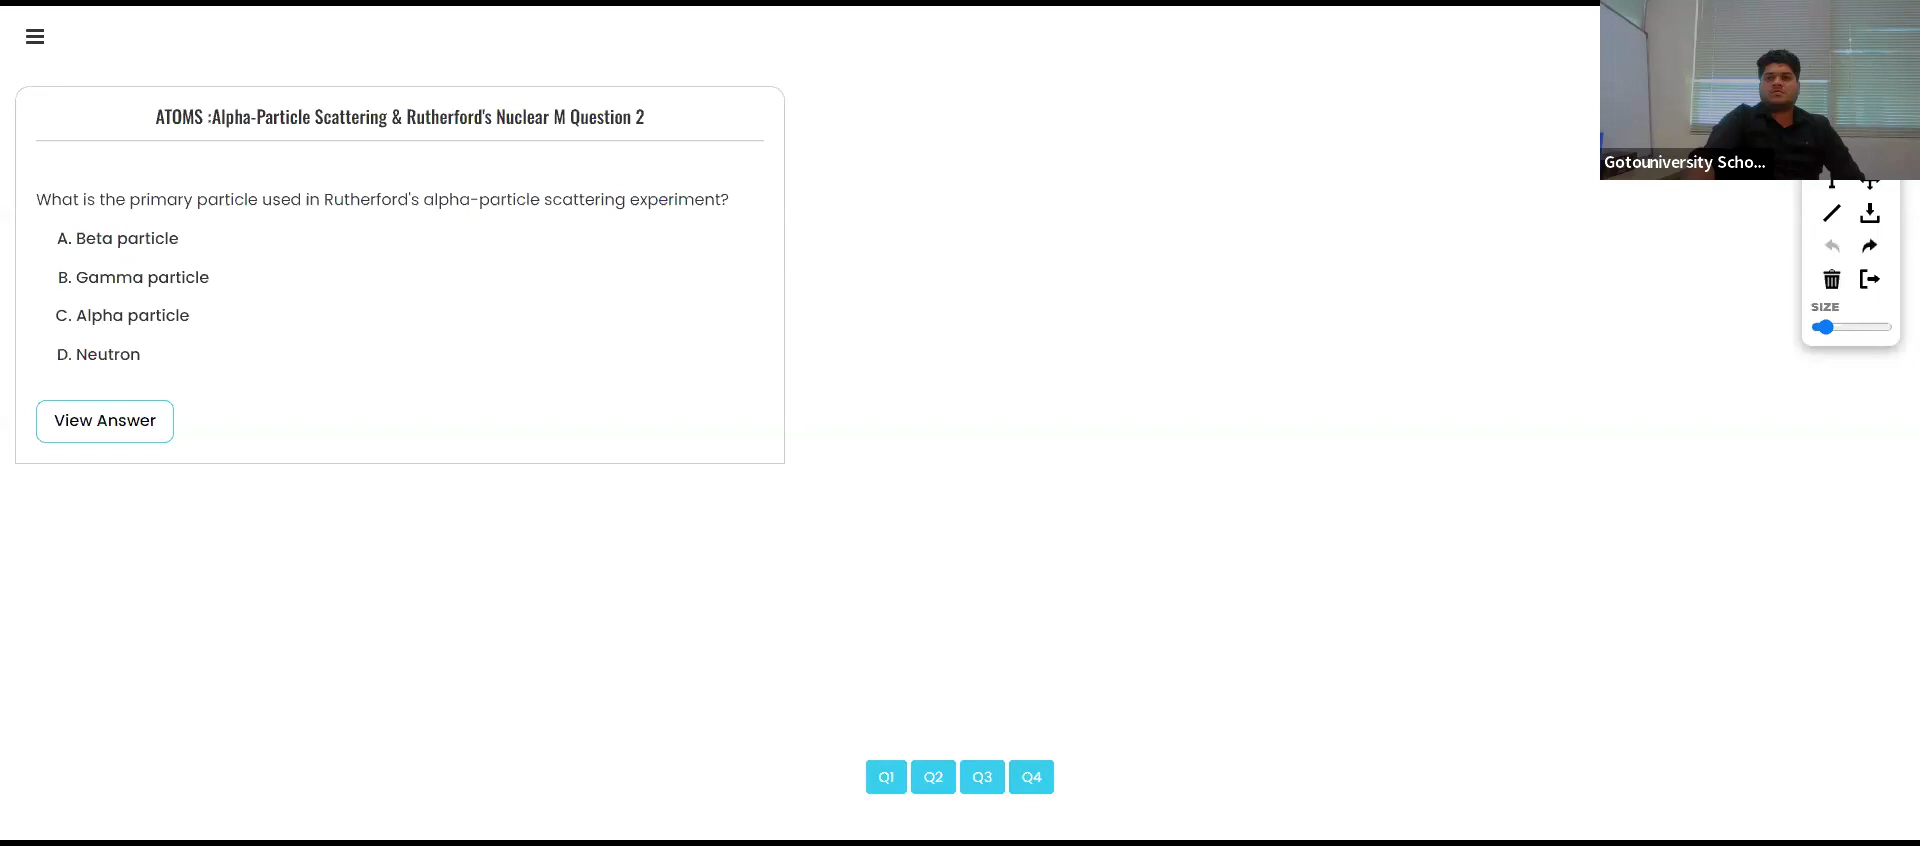 ATOMS :Alpha-Particle Scattering & Rutherford's Nuclear M Question 2
What is the primary particle used in Rutherford's alpha-particle scattering experiment?
A. Beta particle
B. Gamma particle
C. Alpha particle
D. Neutron
View Answer
Gotouniversity Scho...
SIZE
Q1 Q2 Q3 Q4